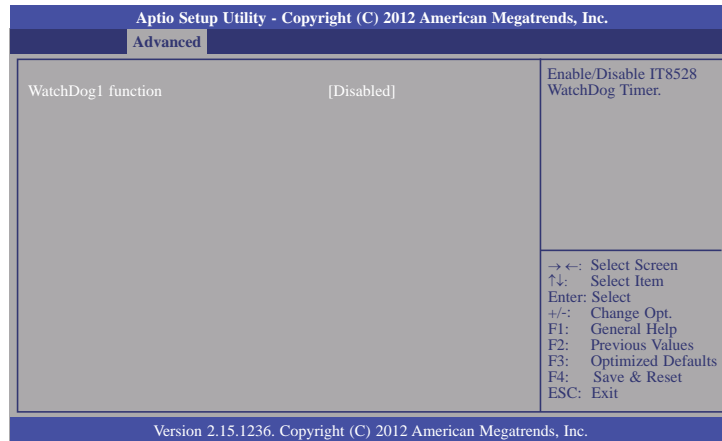 Aptio Setup Utility - Copyright (C) 2012 American Megatrends, Inc.
Advanced
WatchDog1 function [Disabled]
Enable/Disable IT8528
WatchDog Timer.
→←: Select Screen
↑↓: Select Item
Enter: Select
+/-: Change Opt.
F1: General Help
F2: Previous Values
F3: Optimized Defaults
F4: Save & Reset
ESC: Exit
Version 2.15.1236. Copyright (C) 2012 American Megatrends, Inc.